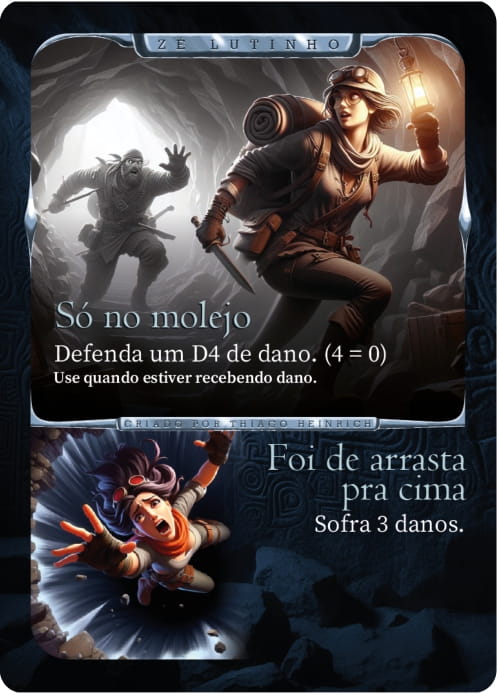 ZÉ LUTINHO
Só no molejo
Defenda um D4 de dano. (4 = 0)
Use quando estiver recebendo dano.
CRIADO POR THIAGO HEINRICH
Foi de arrasta
pra cima
Sofra 3 danos.